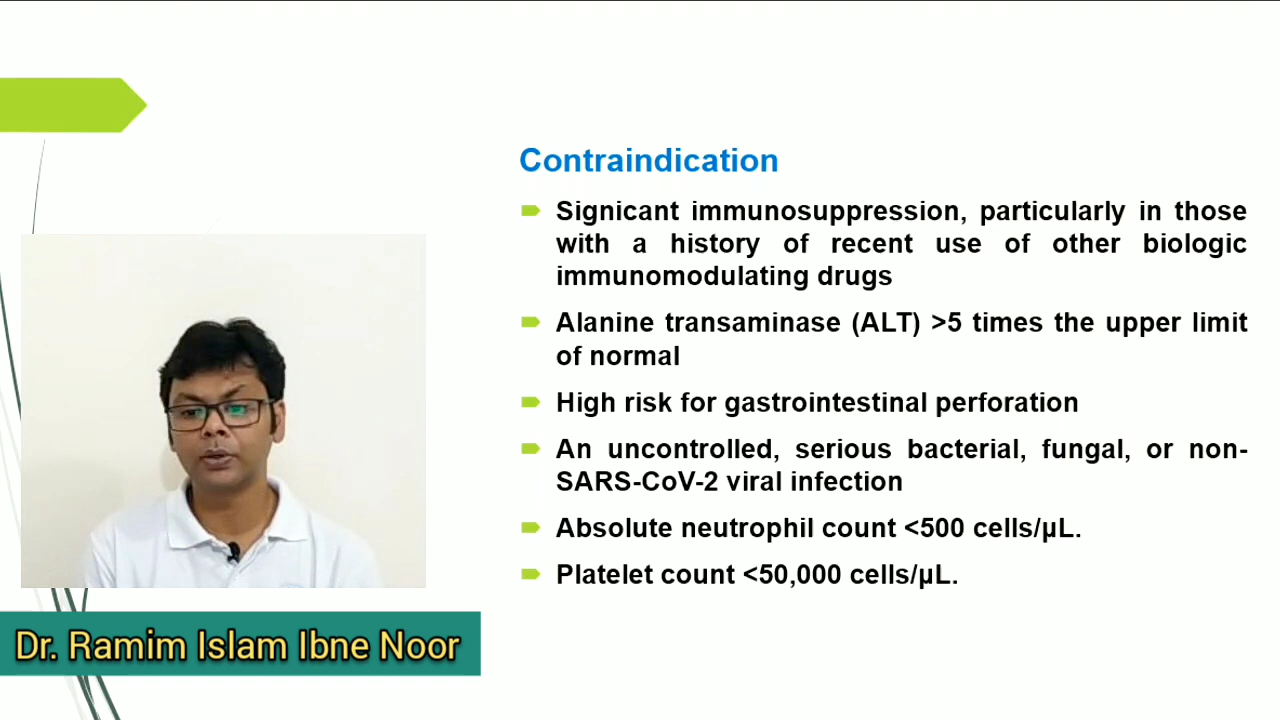 Contraindication
Signicant immunosuppression, particularly in those
with a history of recent use of other biologic
immunomodulating drugs
Alanine transaminase (ALT) >5 times the upper limit
of normal
High risk for gastrointestinal perforation
An uncontrolled, serious bacterial, fungal, or non-
SARS-CoV-2 viral infection
Absolute neutrophil count <500 cells/µL.
Platelet count <50,000 cells/µL.
Dr. Ramim Islam Ibne Noor